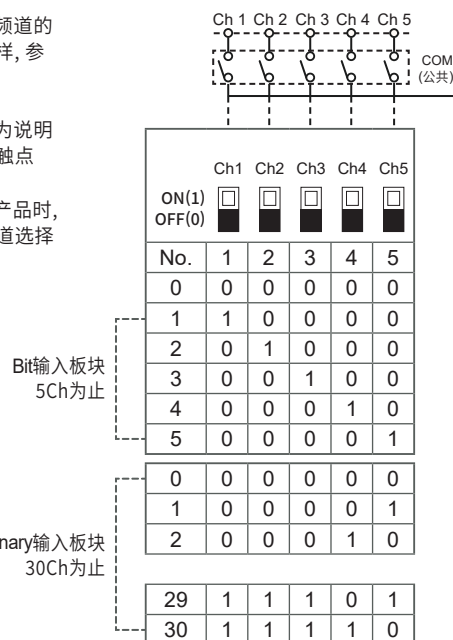 频道的
样, 参
为说明
触点
产品时,
道选择
Ch 1 Ch 2 Ch 3 Ch 4 Ch 5
COM
(公共)
Ch1 Ch2 Ch3 Ch4 Ch5
ON(1)
OFF(0)
No. 1 2 3 4 5
0 0 0 0 0 0
1 1 0 0 0 0
2 0 1 0 0 0
3 0 0 1 0 0
4 0 0 0 1 0
5 0 0 0 0 1
Bit输入板块
5Ch为止
0 0 0 0 0 0
1 0 0 0 0 1
2 0 0 0 1 0
nary输入板块
30Ch为止
29 1 1 1 0 1
30 1 1 1 1 0